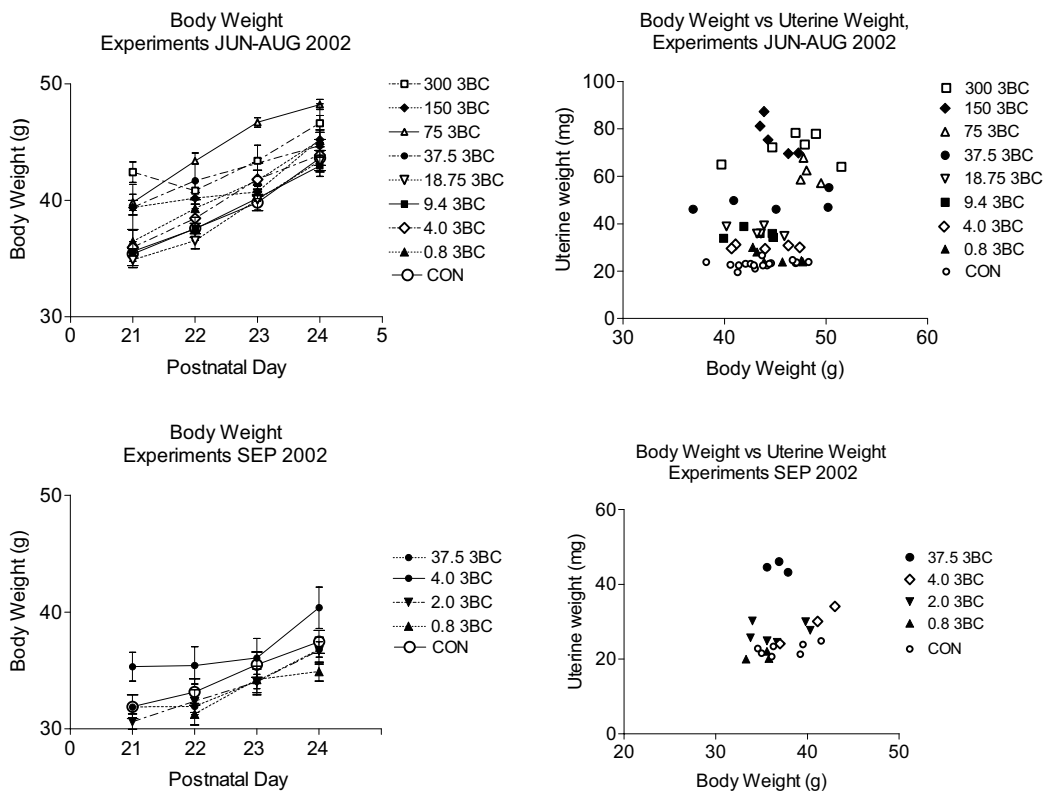 Body Weight
Experiments JUN-AUG 2002
Body Weight (g)
50
40
30
0
21
22
23
24
5
Postnatal Day
300 3BC
150 3BC
75 3BC
37.5 3BC
18.75 3BC
9.4 3BC
4.0 3BC
0.8 3BC
CON
Body Weight vs Uterine Weight,
Experiments JUN-AUG 2002
Uterine weight (mg)
100
80
60
40
20
0
30
40
50
60
Body Weight (g)
300 3BC
150 3BC
75 3BC
37.5 3BC
18.75 3BC
9.4 3BC
4.0 3BC
0.8 3BC
CON
Body Weight
Experiments SEP 2002
Body Weight (g)
50
40
30
0
21
22
23
24
Postnatal Day
37.5 3BC
4.0 3BC
2.0 3BC
0.8 3BC
CON
Body Weight vs Uterine Weight
Experiments SEP 2002
Uterine weight (mg)
60
40
20
0
20
30
40
50
Body Weight (g)
37.5 3BC
4.0 3BC
2.0 3BC
0.8 3BC
CON